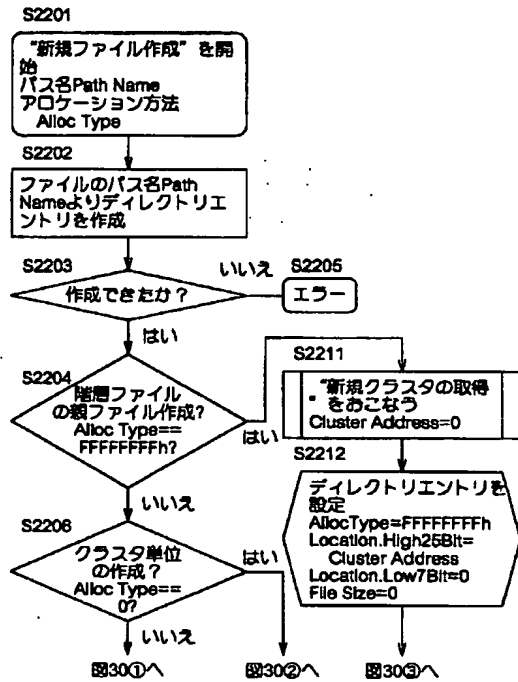 S2201
"新規ファイル作成" を開
始
パス名Path Name
アロケーション方法
Alloc Type
S2202
ファイルのパス名Path
Nameよりディレクトリエ
ントリを作成
S2203
作成できたか？
いいえ
S2205
エラー
はい
S2204
階層ファイル
の親ファイル作成?
Alloc Type==
FFFFFFFFh?
はい
いいえ
S2211
"新規クラスタの取得
" をおこなう
Cluster Address=0
S2212
ディレクトリエントリを
設定
AllocType=FFFFFFFFh
Location.High25Bit=
Cluster Address
Location.Low7Bit=0
File Size=0
S2206
クラスタ単位
の作成？
Alloc Type==
0?
はい
いいえ
図30①へ
図30②へ
図30③へ